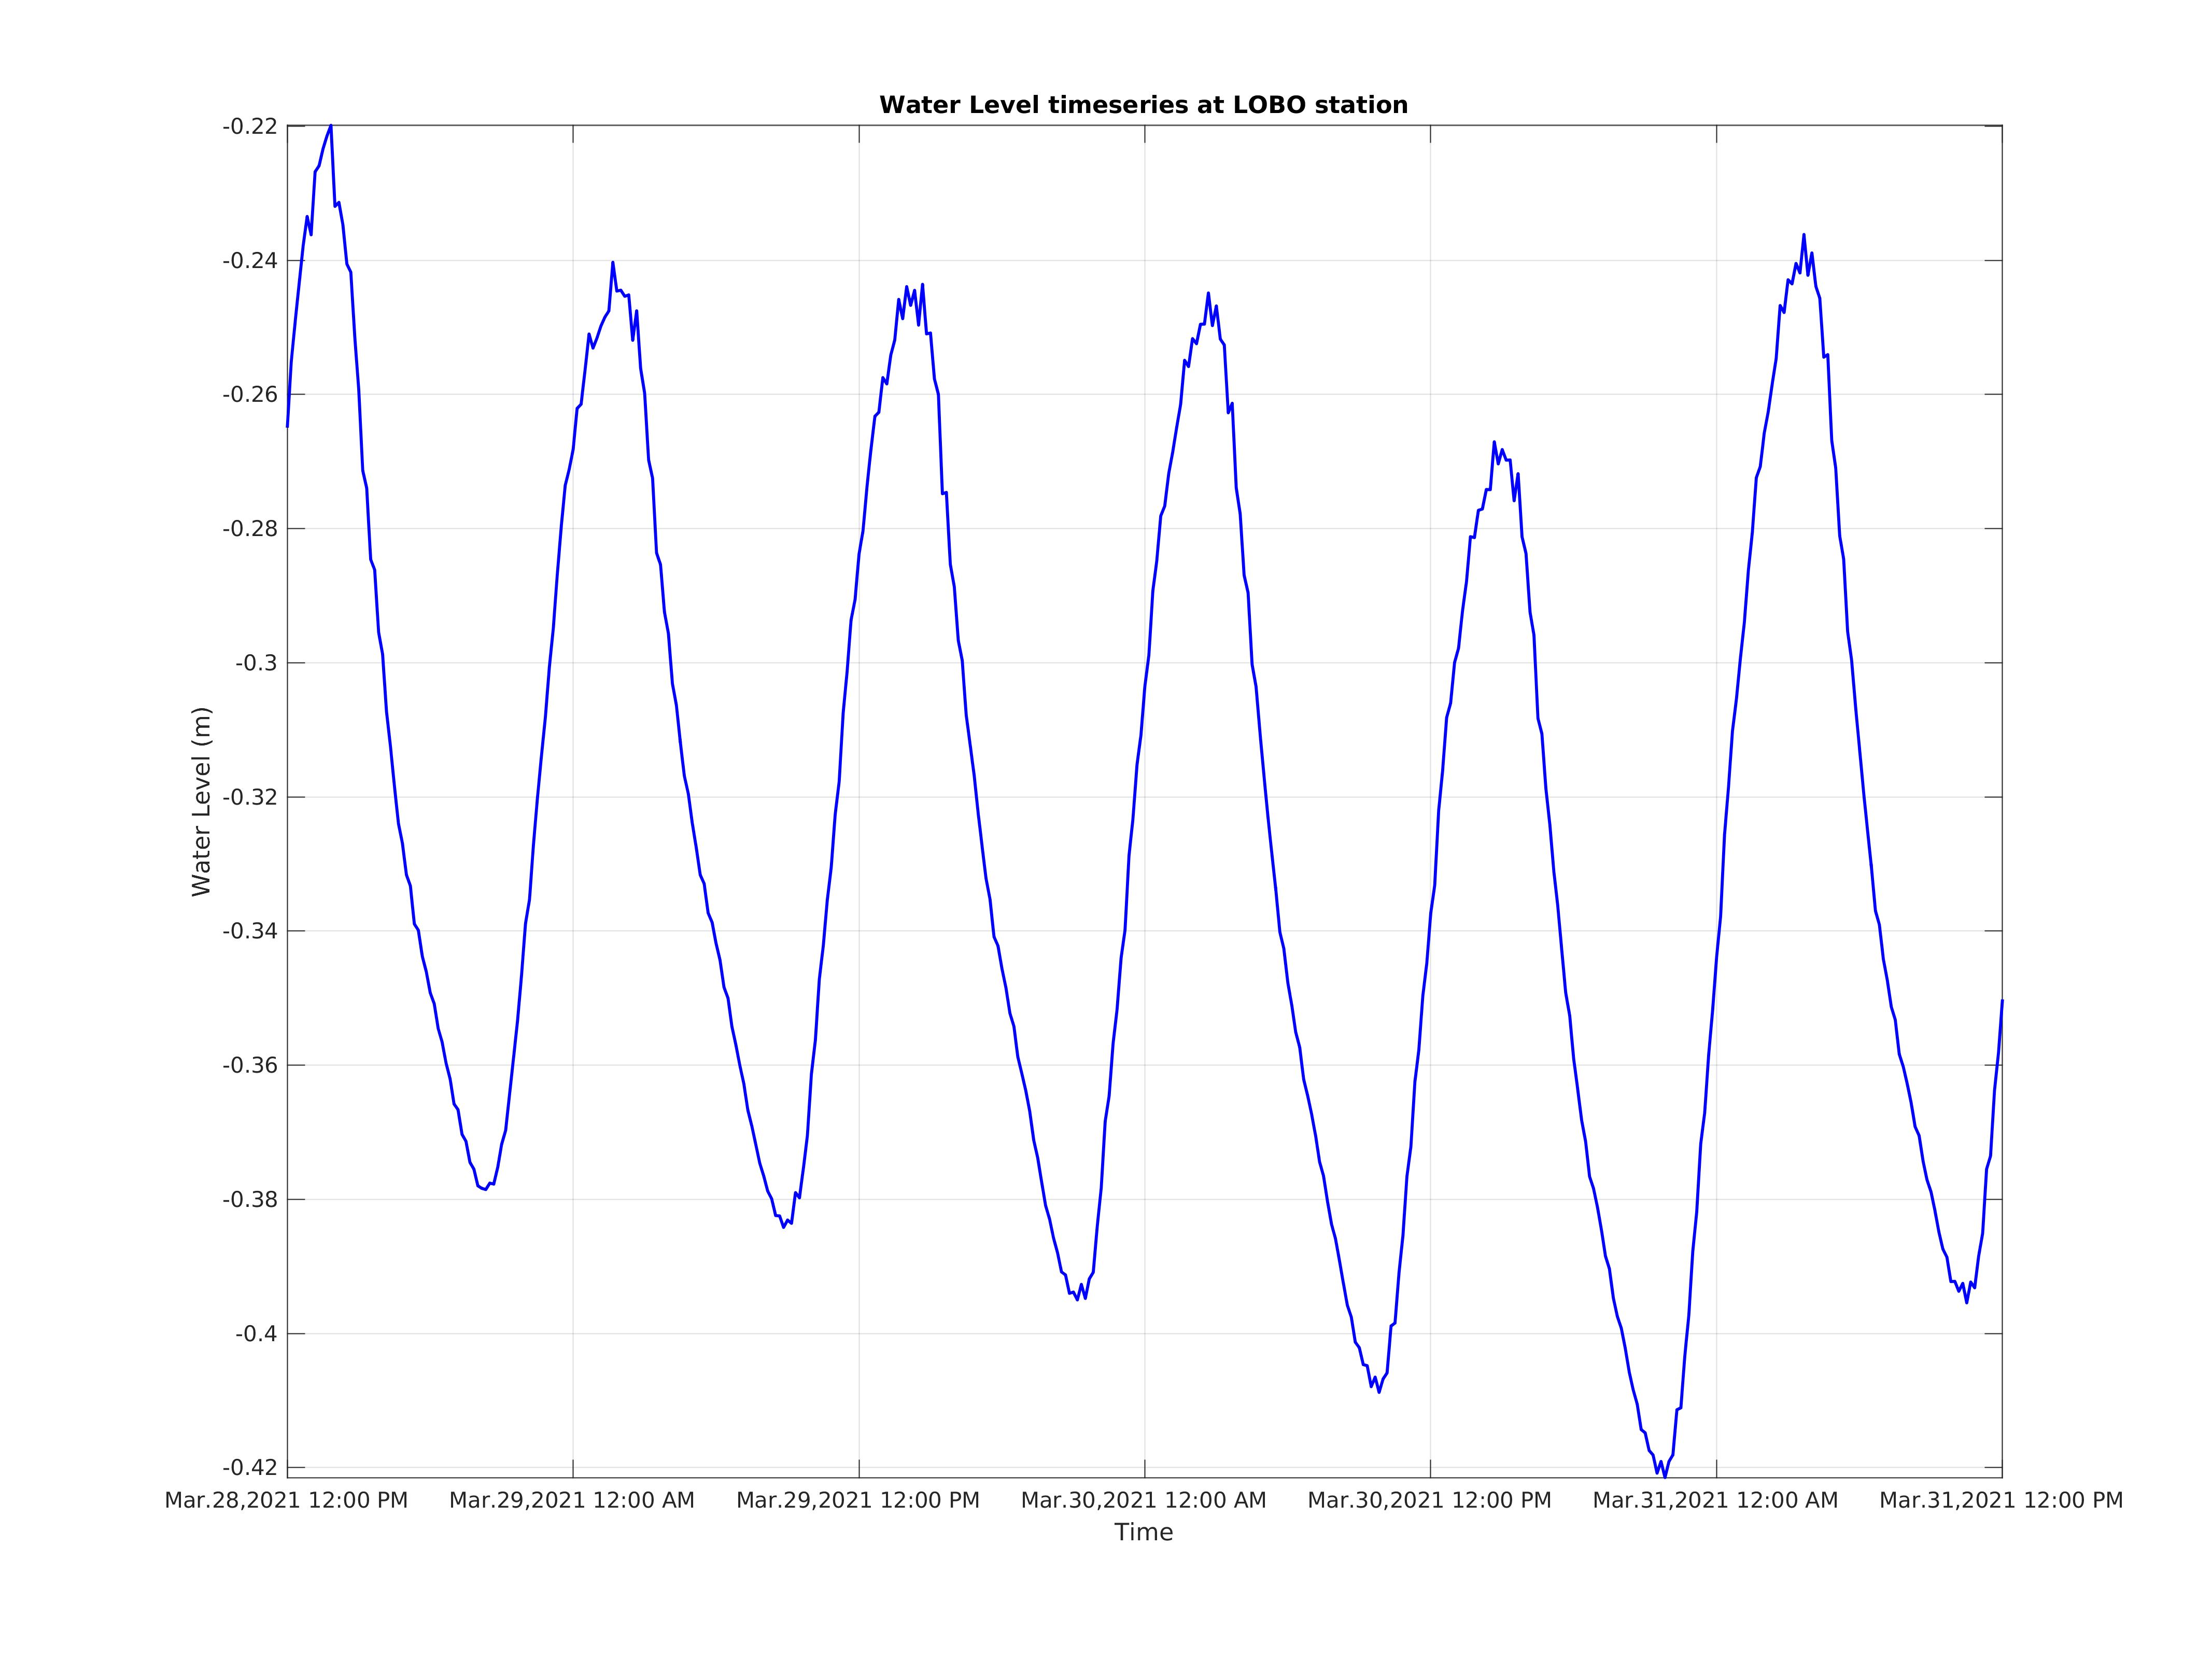 Water Level timeseries at LOBO station
-0.22
-0.24
-0.26
-0.28
-0.3
-0.32
-0.34
-0.36
-0.38
-0.4
-0.42
Water Level (m)
Mar.28,2021 12:00 PM Mar.29,2021 12:00 AM Mar.29,2021 12:00 PM Mar.30,2021 12:00 AM Mar.30,2021 12:00 PM Mar.31,2021 12:00 AM Mar.31,2021 12:00 PM
Time